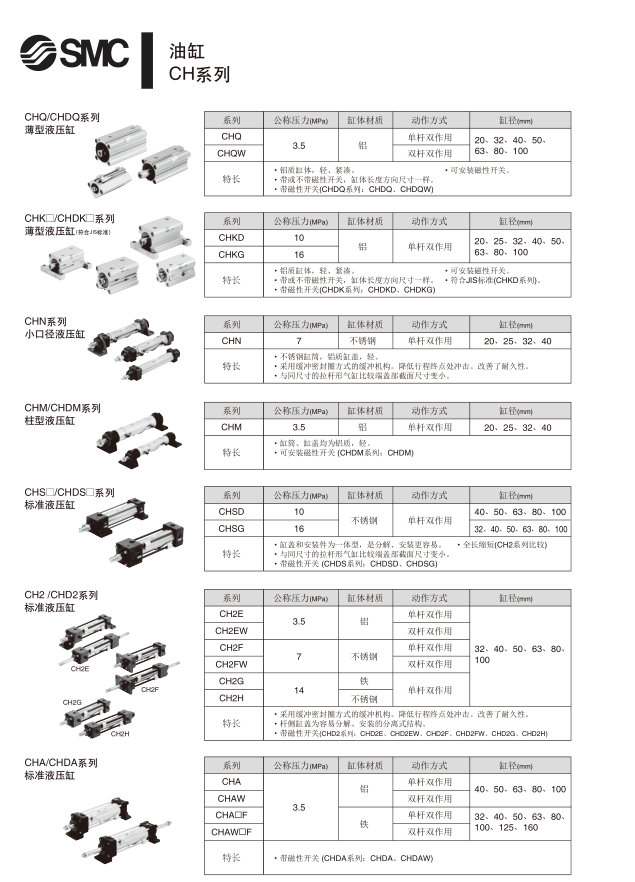 SMC
油缸
CH系列
CHQ/CHDQ系列
薄型液压缸
系列 公称压力(MPa) 缸体材质 动作方式 缸径(mm)
CHQ 3.5 铝 单杆双作用 20、32、40、50、
CHQW 双杆双作用 63、80、100
特长 • 铝质缸体，轻、紧凑。 • 可安装磁性开关。
• 带或不带磁性开关，缸体长度方向尺寸一样。
• 带磁性开关(CHDQ系列：CHDQ、CHDQW)
CHK□/CHDK□系列
薄型液压缸(符合JIS标准)
系列 公称压力(MPa) 缸体材质 动作方式 缸径(mm)
CHKD 10 铝 单杆双作用 20、25、32、40、50、
CHKG 16 63、80、100
特长 • 铝质缸体，轻、紧凑。 • 可安装磁性开关。
• 带或不带磁性开关，缸体长度方向尺寸一样。 • 符合JIS标准(CHKD系列)。
• 带磁性开关(CHDK系列：CHDKD、CHDKG)
CHN系列
小口径液压缸
系列 公称压力(MPa) 缸体材质 动作方式 缸径(mm)
CHN 7 不锈钢 单杆双作用 20、25、32、40
特长 • 不锈钢缸筒，铝质缸盖，轻。
• 采用缓冲密封圈方式的缓冲机构。降低行程终点处冲击。改善了耐久性。
• 与同尺寸的拉杆形气缸比较端盖部截面尺寸变小。
CHM/CHDM系列
柱型液压缸
系列 公称压力(MPa) 缸体材质 动作方式 缸径(mm)
CHM 3.5 铝 单杆双作用 20、25、32、40
特长 • 缸筒、缸盖均为铝质，轻。
• 可安装磁性开关 (CHDM系列：CHDM)
CHS□/CHDS□系列
标准液压缸
系列 公称压力(MPa) 缸体材质 动作方式 缸径(mm)
CHSD 10 不锈钢 单杆双作用 40、50、63、80、100
CHSG 16 32、40、50、63、80、100
特长 • 缸盖和安装件为一体型，是分解、安装更容易。 • 全长缩短(CH2系列比较)
• 与同尺寸的拉杆形气缸比较端盖部截面尺寸变小。
• 带磁性开关 (CHDS系列：CHDSD、CHDSG)
CH2 /CHD2系列
标准液压缸
CH2E
CH2F
CH2G
CH2H
系列 公称压力(MPa) 缸体材质 动作方式 缸径(mm)
CH2E 3.5 铝 单杆双作用 32、40、50、63、80、
100
CH2EW 双杆双作用
CH2F 7 不锈钢 单杆双作用
CH2FW 双杆双作用
CH2G 14 铁 单杆双作用
CH2H 不锈钢
特长 • 采用缓冲密封圈方式的缓冲机构。降低行程终点处冲击。改善了耐久性。
• 杆侧缸盖为容易分解、安装的分离式结构。
• 带磁性开关(CHD2系列：CHD2E、CHD2EW、CHD2F、CHD2FW、CHD2G、CHD2H)
CHA/CHDA系列
标准液压缸
系列 公称压力(MPa) 缸体材质 动作方式 缸径(mm)
CHA 3.5 铝 单杆双作用 40、50、63、80、100
CHAW 双杆双作用
CHA□F 铁 单杆双作用 32、40、50、63、80、
CHAW□F 双杆双作用 100、125、160
特长 • 带磁性开关 (CHDA系列：CHDA、CHDAW)